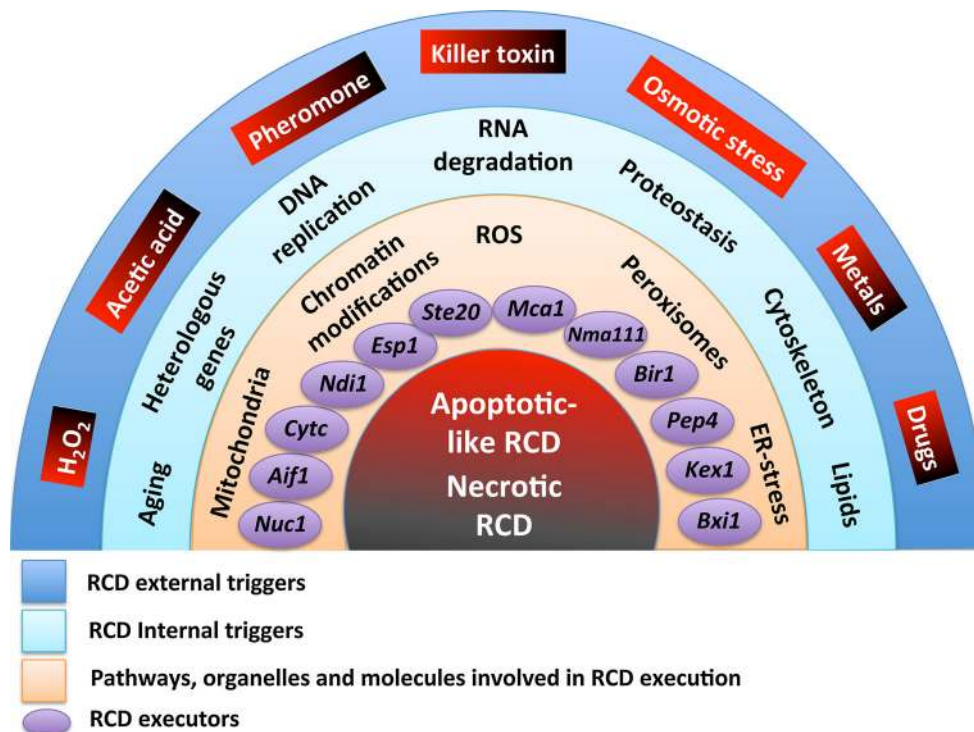 Killer toxin
Pheromone
Osmotic stress
Acetic acid
Metals
H₂O₂
Drugs
RNA
degradation
DNA
replication
Proteostasis
Heterologous
genes
Cytoskeleton
Aging
Lipids
ROS
Chromatin
modifications
Peroxisomes
Mitochondria
ER-stress
Ste20
Mca1
Esp1
Nma111
Ndi1
Bir1
Cytc
Pep4
Aif1
Kex1
Nuc1
Bxi1
Apoptotic-
like RCD
Necrotic
RCD
RCD external triggers
RCD Internal triggers
Pathways, organelles and molecules involved in RCD execution
RCD executors